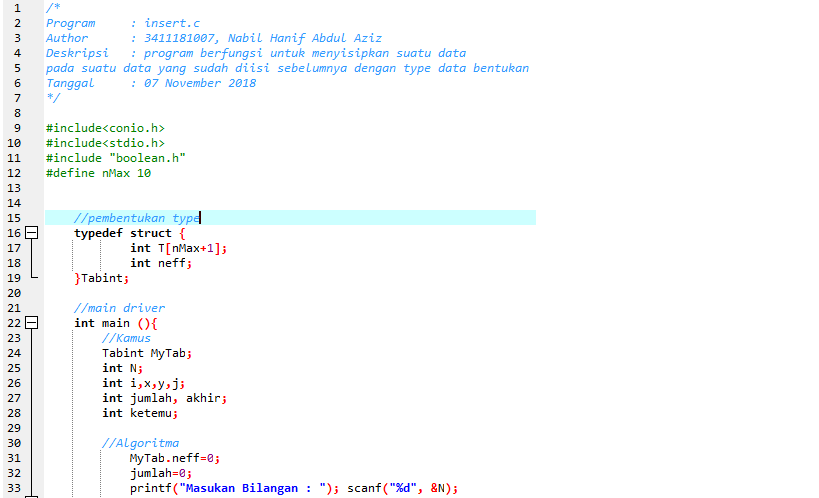 1 /*
2 Program : insert.c
3 Author : 3411181007, Nabil Hanif Abdul Aziz
4 Deskripsi : program berfungsi untuk menyisipkan suatu data
5 pada suatu data yang sudah diisi sebelumnya dengan type data bentukan
6 Tanggal : 07 November 2018
7 */
8
9 #include<conio.h>
10 #include<stdio.h>
11 #include "boolean.h"
12 #define nMax 10
13
14
15 //pembentukan type
16 typedef struct {
17 int T[nMax+1];
18 int neff;
19 }Tabint;
20
21 //main driver
22 int main (){
23 //Kamus
24 Tabint MyTab;
25 int N;
26 int i,x,y,j;
27 int jumlah, akhir;
28 int ketemu;
29
30 //Algoritma
31 MyTab.neff=0;
32 jumlah=0;
33 printf("Masukan Bilangan : "); scanf("%d", &N);